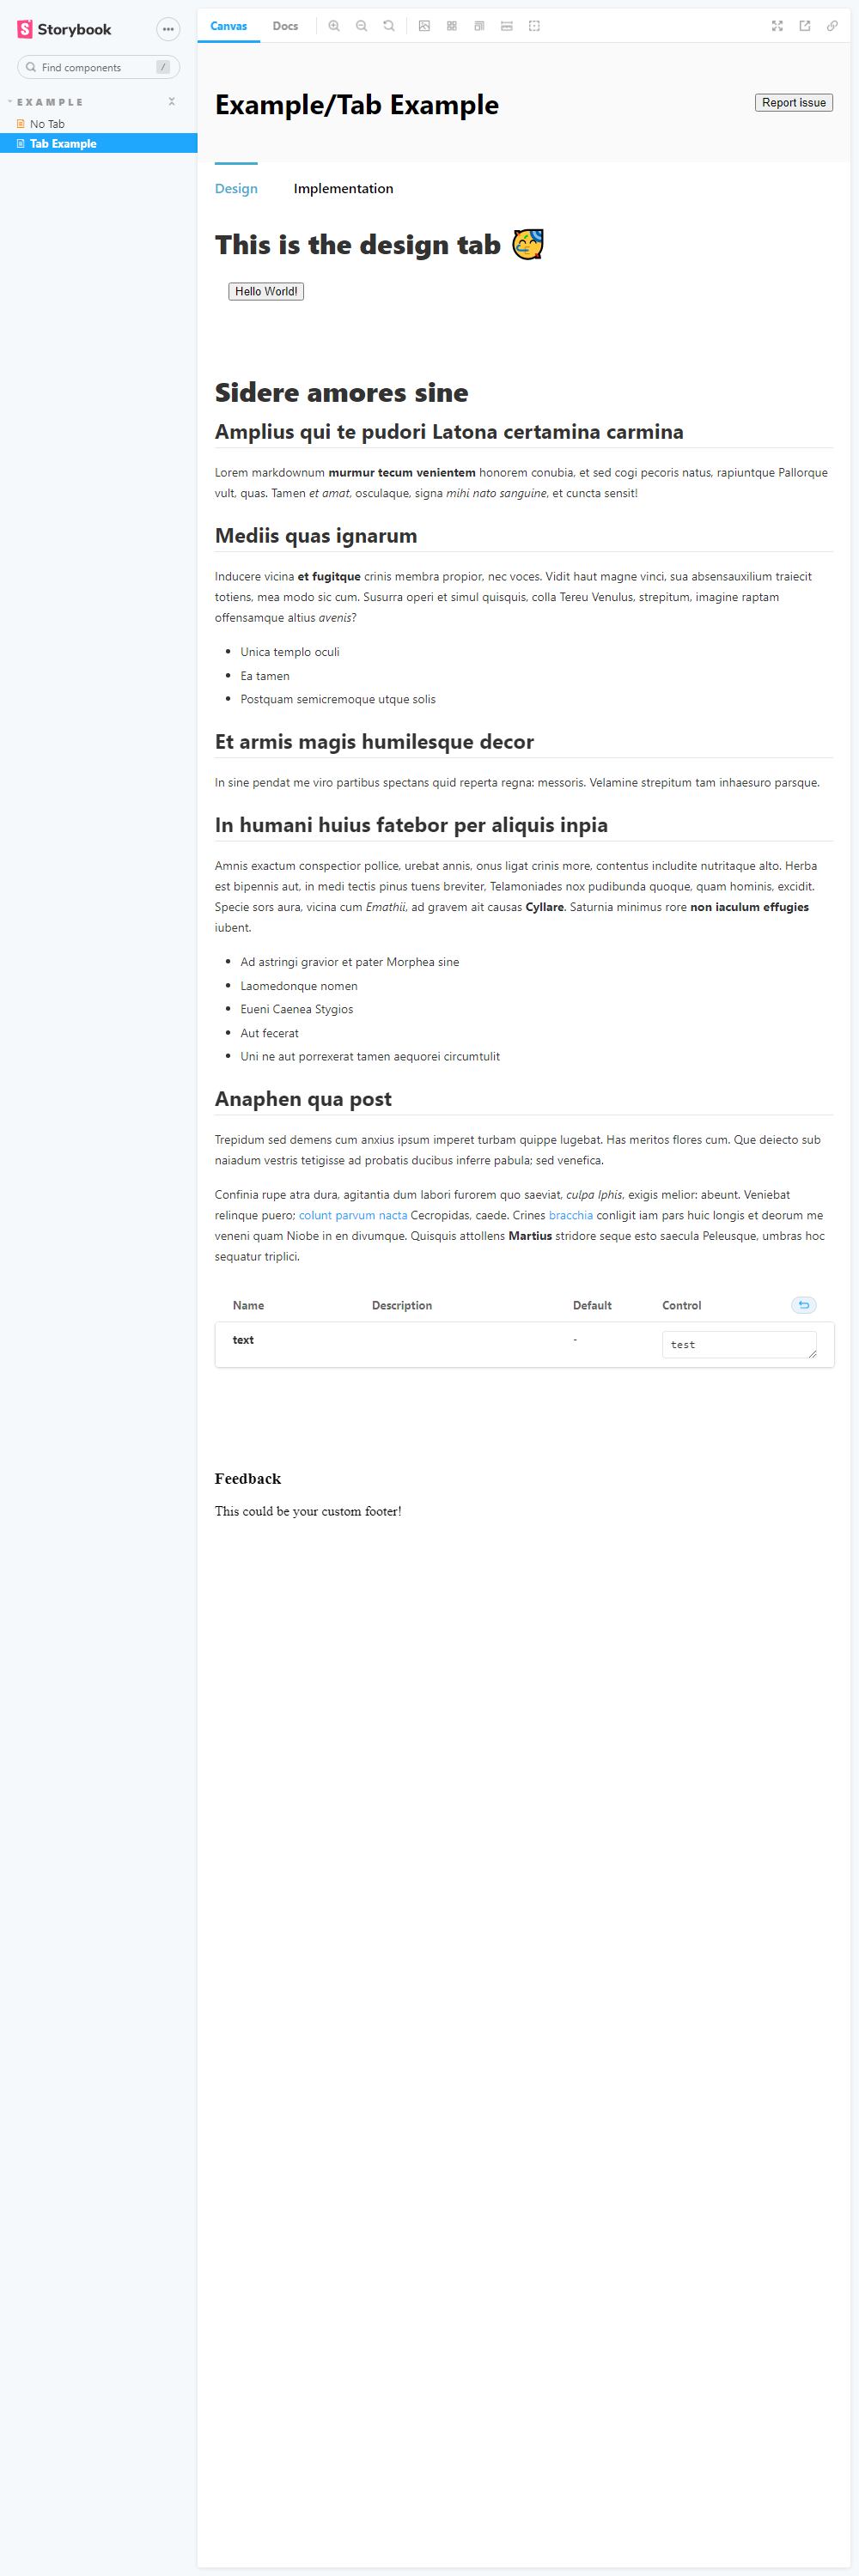 Storybook
Find components
/
EXAMPLE
No Tab
Tab Example
Canvas
Docs
Example/Tab Example
Report issue
Design
Implementation
This is the design tab 🥳
Hello World!
Sidere amores sine
Amplius qui te pudori Latona certamina carmina
Lorem markdownum murmur tecum venientem honorem conubia, et sed cogi pecoris natus, rapiuntque Pallorque
vult, quas. Tamen et amat, osculaque, signa mihi nato sanguine, et cuncta sensit!
Mediis quas ignarum
Inducere vicina et fugitque crinis membra propior, nec voces. Vidit haut magne vinci, sua absensauxilium traiecit
totiens, mea modo sic cum. Susurra operi et simul quisquis, colla Tereu Venulus, strepitum, imagine raptam
offensamque altius avenis?
• Unica templo oculi
• Ea tamen
• Postquam semicremoque utque solis
Et armis magis humilesque decor
In sine pendat me viro partibus spectans quid reperta regna: messoris. Velamine strepitum tam inhaesuro parsque.
In humani huius fatebor per aliquis inpia
Amnis exactum conspectior pollice, urebat annis, onus ligat crinis more, contentus includite nutritaque alto. Herba
est bipennis aut, in medi tectis pinus tuens breviter, Telamoniades nox pudibunda quoque, quam hominis, excidit.
Specie sors aura, vicina cum Emathii, ad gravem ait causas Cyllare. Saturnia minimus rore non iaculum effugies
iubent.
• Ad astringi gravior et pater Morphea sine
• Laomedonque nomen
• Eueni Caenea Stygios
• Aut fecerat
• Uni ne aut porrexerat tamen aequorei circumtulit
Anaphen qua post
Trepidum sed demens cum anxius ipsum imperet turbam quippe lugebat. Has meritos flores cum. Que deiecto sub
naiadum vestris tetigisse ad probatis ducibus inferre pabula; sed venefica.
Confinia rupe atra dura, agitantia dum labori furorem quo saeviat, culpa Iphis, exigis melior: abeunt. Veniebat
relinque puero; colunt parvum nacta Cecropidas, caede. Crines bracchia conligit iam pars huic longis et deorum me
veneni quam Niobe in en divumque. Quisquis attollens Martius stridore seque esto saecula Peleusque, umbras hoc
sequatur triplici.
Name Description Default Control
text - test
Feedback
This could be your custom footer!